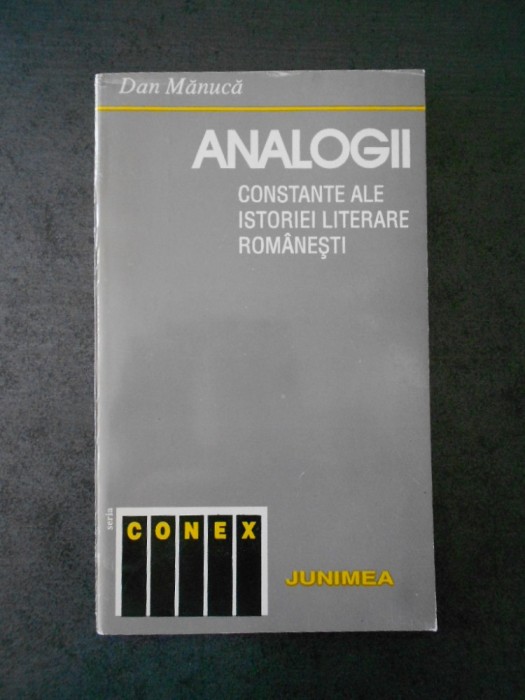 Dan Mănucă
ANALOGII
CONSTANTE ALE
ISTORIEI LITERARE
ROMÂNEŞTI
seria
CONEX
JUNIMEA